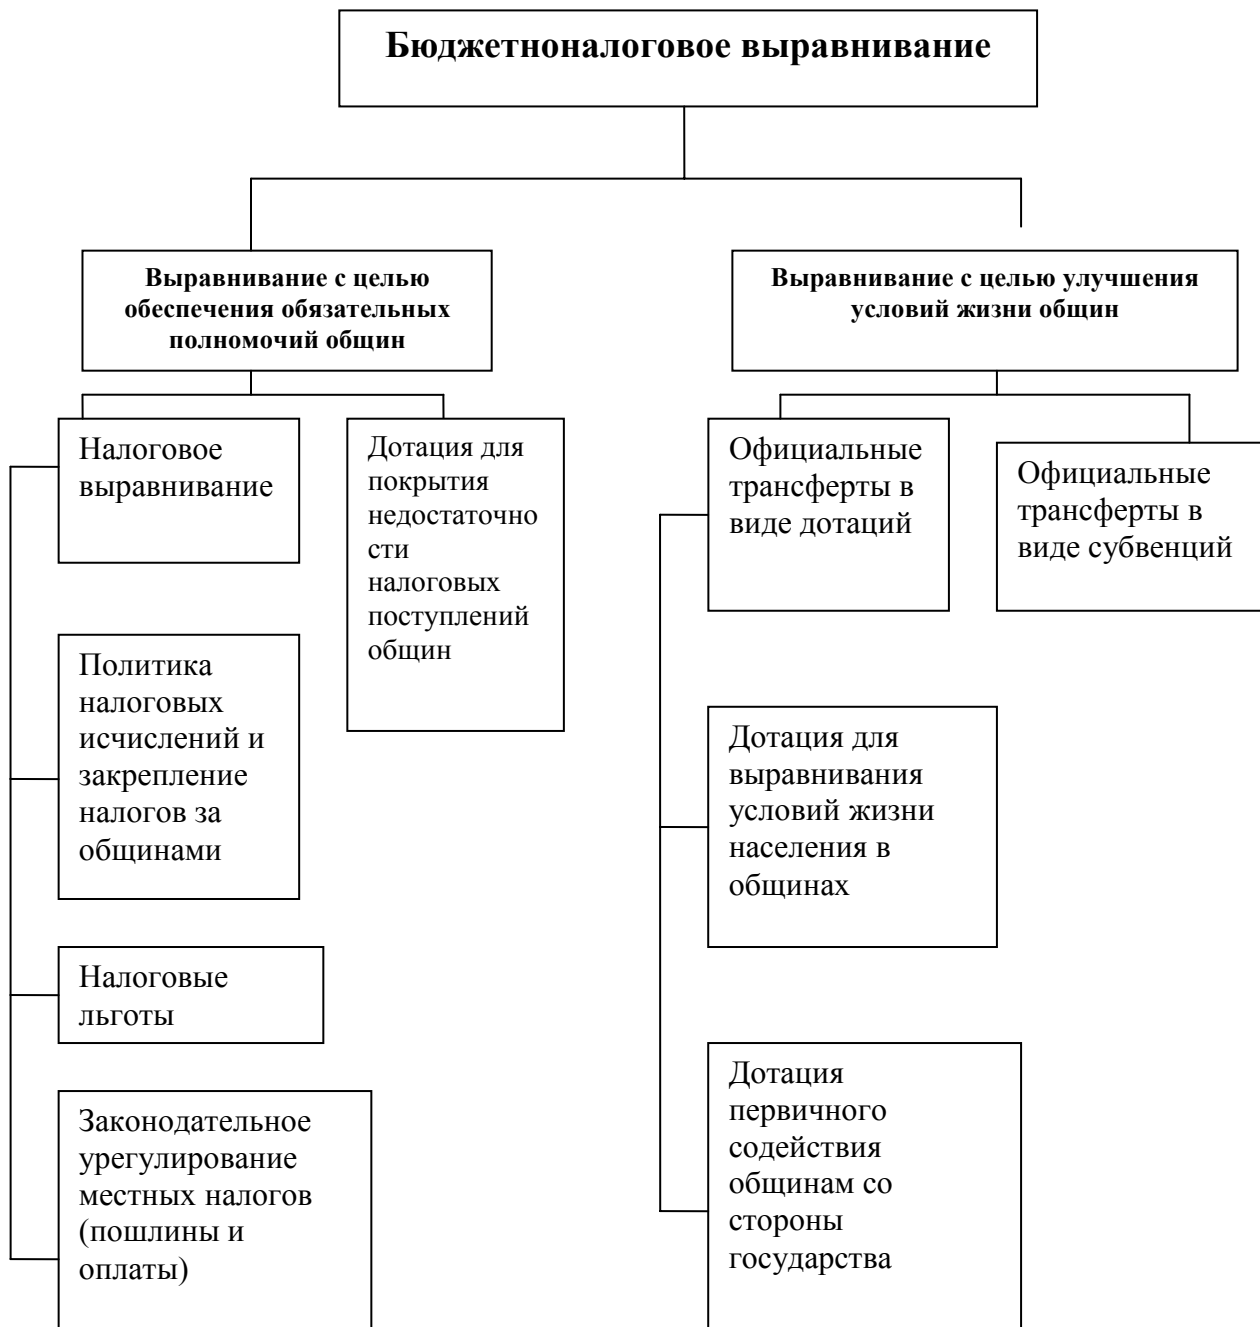 Бюджетноналоговое выравнивание
Выравнивание с целью
обеспечения обязательных
полномочий общин
Выравнивание с целью улучшения
условий жизни общин
Налоговое
выравнивание
Дотация для
покрытия
недостаточно
сти
налоговых
поступлений
общин
Официальные
трансферты в
виде дотаций
Официальные
трансферты в
виде субвенций
Политика
налоговых
исчислений и
закрепление
налогов за
общинами
Дотация для
выравнивания
условий жизни
населения в
общинах
Налоговые
льготы
Законодательное
урегулирование
местных налогов
(пошлины и
оплаты)
Дотация
первичного
содействия
общинам со
стороны
государства